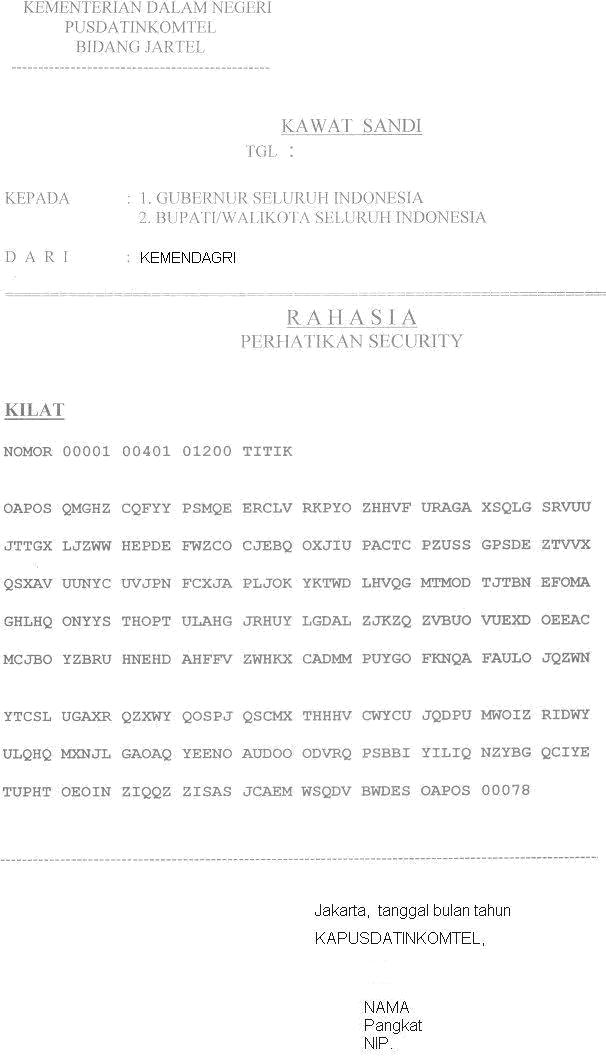 KEMENTERIAN DALAM NEGERI
PUSDATINKOMTEL
BIDANG JARTEL
KAWAT SANDI
TGL :
KEPADA : 1. GUBERNUR SELURUH INDONESIA
2. BUPATI/WALIKOTA SELURUH INDONESIA
D A R I : KEMENDAGRI
R A H A S I A
PERHATIKAN SECURITY
KILAT
NOMOR 00001 00401 01200 TITIK
OAPOS QMGHZ CQFYY PSMQE ERCLV RKPYO ZHHVF URAGA XSQLG SRVUU
JTTGX LJZWW HEPDE FWZCO CJEBQ OXJIU PACTC PZUSS GPSDE ZTVVX
QSXAV UUNYC UVJPN FCXJA PLJOK YKTWD LHVQG MTMOD TJTBN EFOMA
GHLHQ ONYYS THOPT ULAHG JRHUY LGDAL ZJKZQ ZVBUO VUEXD OEEAC
MCJBO YZBRU HNEHD AHFFV ZWHKX CADMM PUYGO FKNQA FAULO JQZWN
YTCSL UGAXR QZXWY QOSPJ QSCMX THHHV CWYCU JQDPU MWOIZ RIDWY
ULQHQ MXNJL GAOAQ YEENO AUDOO ODVRQ PSBBI YILIQ NZYBG QCIYE
TUPHT OEOIN ZIQQZ ZISAS JCAEM WSQDV BWDES OAPOS 00078
Jakarta, tanggal bulan tahun
KAPUSDATINKOMTEL,
NAMA
Pangkat
NIP.